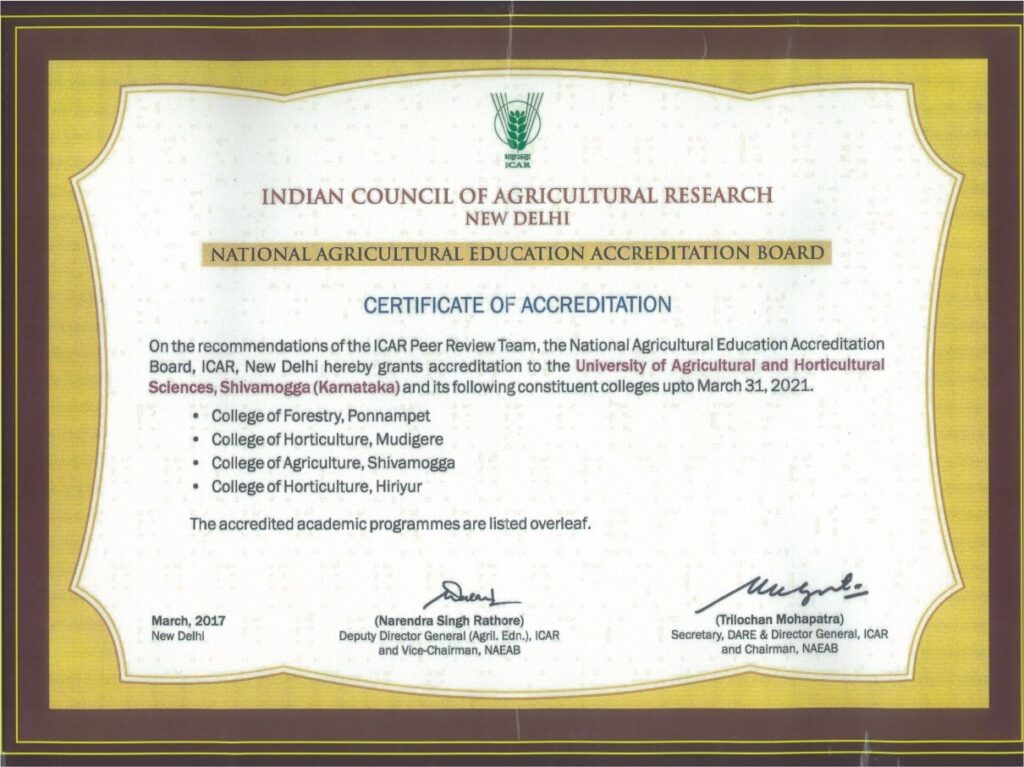 ICAR
INDIAN COUNCIL OF AGRICULTURAL RESEARCH
NEW DELHI
NATIONAL AGRICULTURAL EDUCATION ACCREDITATION BOARD
CERTIFICATE OF ACCREDITATION
On the recommendations of the ICAR Peer Review Team, the National Agricultural Education Accreditation
Board, ICAR, New Delhi hereby grants accreditation to the University of Agricultural and Horticultural
Sciences, Shivamogga (Karnataka) and its following constituent colleges upto March 31, 2021.
• College of Forestry, Ponnampet
• College of Horticulture, Mudigere
• College of Agriculture, Shivamogga
• College of Horticulture, Hiriyur
The accredited academic programmes are listed overleaf.
March, 2017
New Delhi
(Narendra Singh Rathore)
Deputy Director General (Agril. Edn.), ICAR
and Vice-Chairman, NAEAB
(Trilochan Mohapatra)
Secretary, DARE & Director General, ICAR
and Chairman, NAEAB